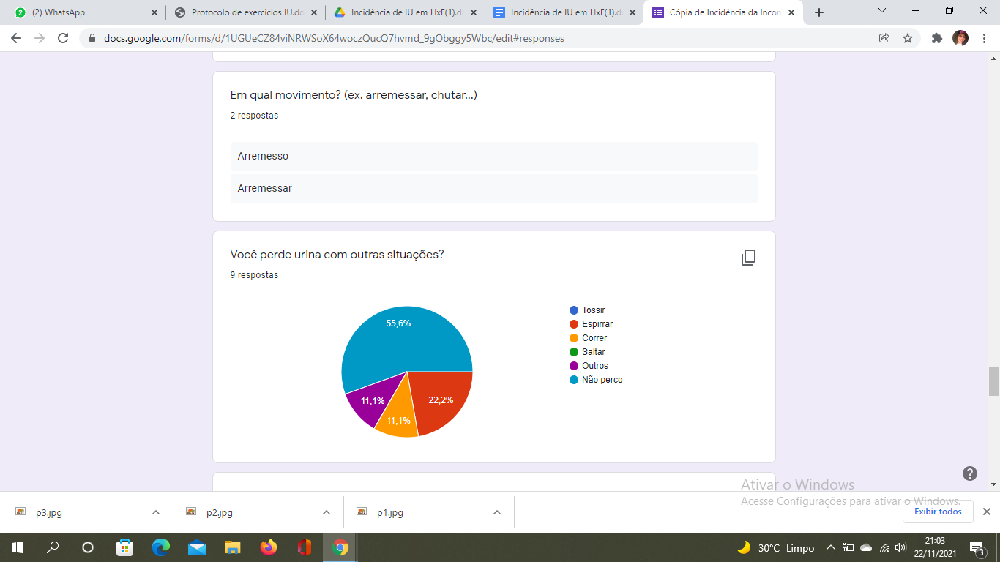 (2) WhatsApp
Protocolo de exercicios IU.do
Incidência de IU em HxF(1).d
Incidência de IU em HxF(1).d
Cópia de Incidência da Incon
docs.google.com/forms/d/1UGUeCZ84viNRWSoX64woczQucQ7hvmd_9gObggy5Wbc/edit#responses
Em qual movimento? (ex. arremessar, chutar...)
2 respostas
Arremesso
Arremessar
Você perde urina com outras situações?
9 respostas
55,6%
11,1%
11,1%
22,2%
Tossir
Espirrar
Correr
Saltar
Outros
Não perco
Ativar o Windows
Acesse Configurações para ativar o Windows.
p3.jpg
p2.jpg
p1.jpg
Exibir todos
30°C Limpo
21:03
22/11/2021
3